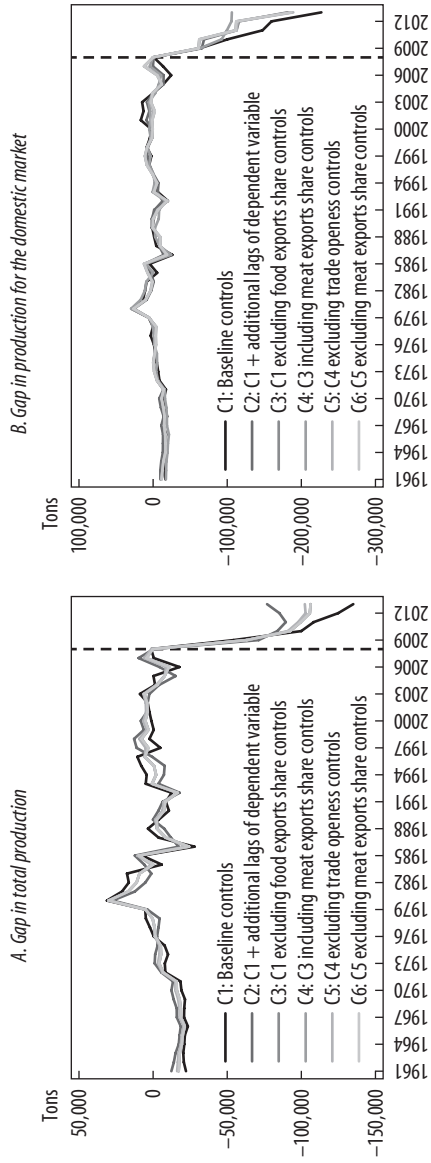 A. Gap in total production
Tons
50,000
0
−50,000
−100,000
−150,000
C1: Baseline controls
C2: C1 + additional lags of dependent variable
C3: C1 excluding food exports share controls
C4: C3 including meat exports share controls
C5: C4 excluding trade openess controls
C6: C5 excluding meat exports share controls
1961
1964
1967
1970
1973
1976
1979
1982
1985
1988
1991
1994
1997
2000
2003
2006
2009
2012
B. Gap in production for the domestic market
Tons
100,000
0
−100,000
−200,000
−300,000
C1: Baseline controls
C2: C1 + additional lags of dependent variable
C3: C1 excluding food exports share controls
C4: C3 including meat exports share controls
C5: C4 excluding trade openess controls
C6: C5 excluding meat exports share controls
1961
1964
1967
1970
1973
1976
1979
1982
1985
1988
1991
1994
1997
2000
2003
2006
2009
2012